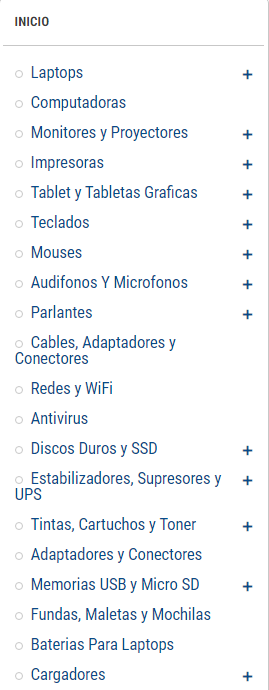 INICIO
Laptops +
Computadoras
Monitores y Proyectores +
Impresoras +
Tablet y Tabletas Graficas +
Teclados +
Mouses +
Audifonos Y Microfonos +
Parlantes +
Cables, Adaptadores y
Conectores
Redes y WiFi
Antivirus
Discos Duros y SSD +
Estabilizadores, Supresores y +
UPS
Tintas, Cartuchos y Toner +
Adaptadores y Conectores
Memorias USB y Micro SD +
Fundas, Maletas y Mochilas
Baterias Para Laptops
Cargadores +